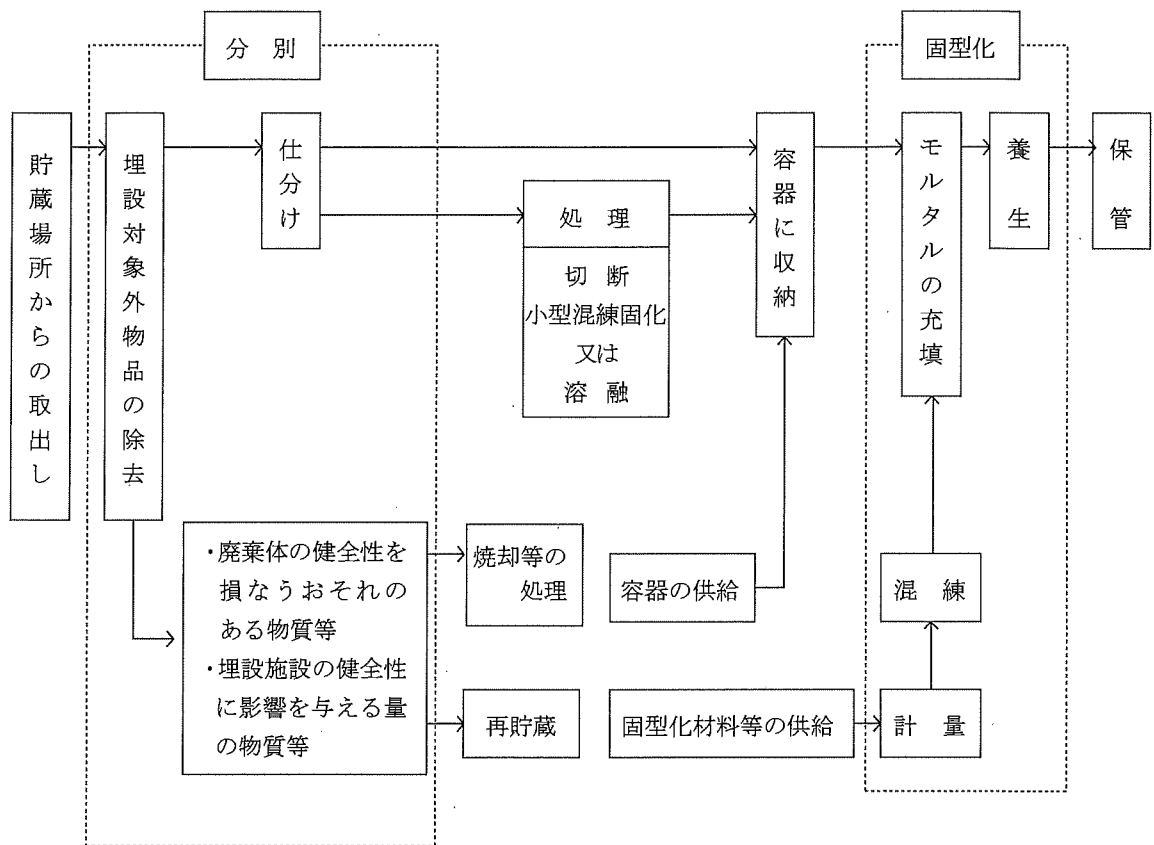 分 別
固型化
貯蔵場所からの取出し
埋設対象外物品の除去
仕分け
処 理
切 断
小型混練固化
又は
溶 融
容器に収納
モルタルの充填
養生
保管
・廃棄体の健全性を
損なうおそれの
ある物質等
・埋設施設の健全性
に影響を与える量
の物質等
焼却等の
処理
再貯蔵
容器の供給
固型化材料等の供給
混 練
計 量